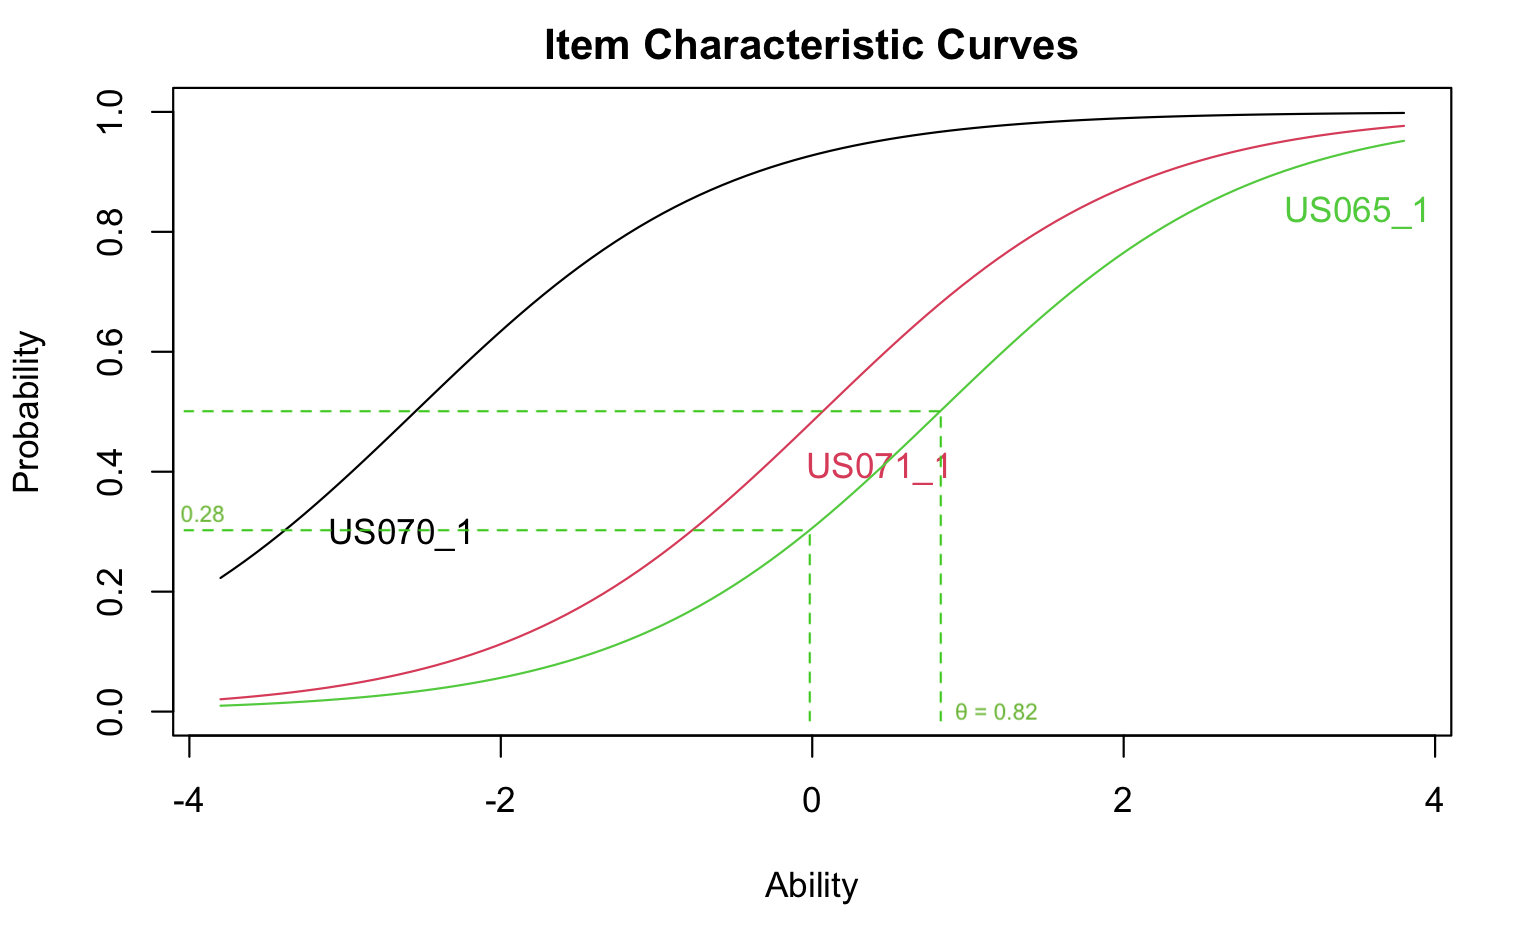 Item Characteristic Curves
Probability
1.0
0.8
0.6
0.4
0.2
0.0
US065_1
US071_1
0.28
US070_1
θ = 0.82
-4
-2
0
2
4
Ability